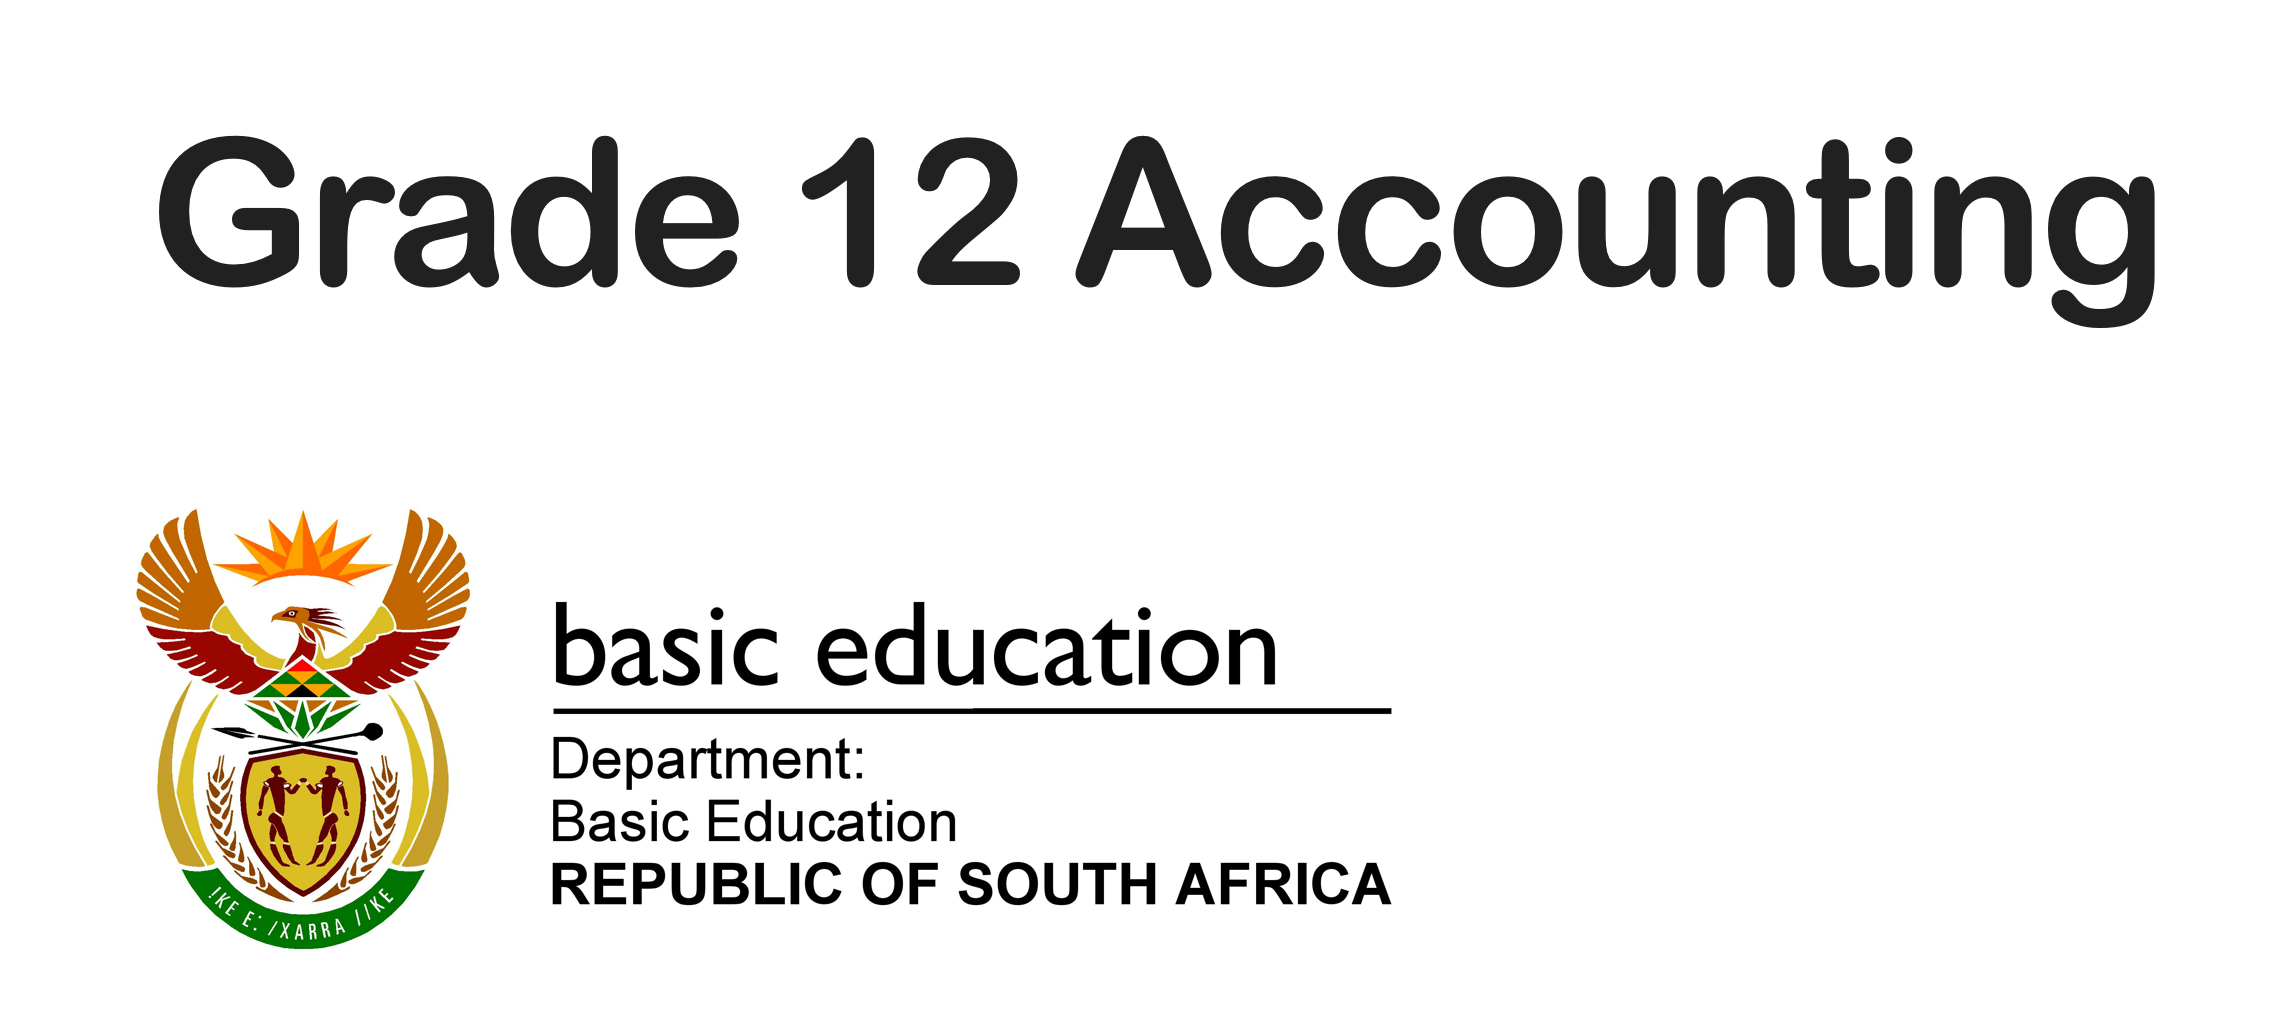 Grade 12 Accounting
basic education
Department:
Basic Education
REPUBLIC OF SOUTH AFRICA
!KE E: /XARRA //KE